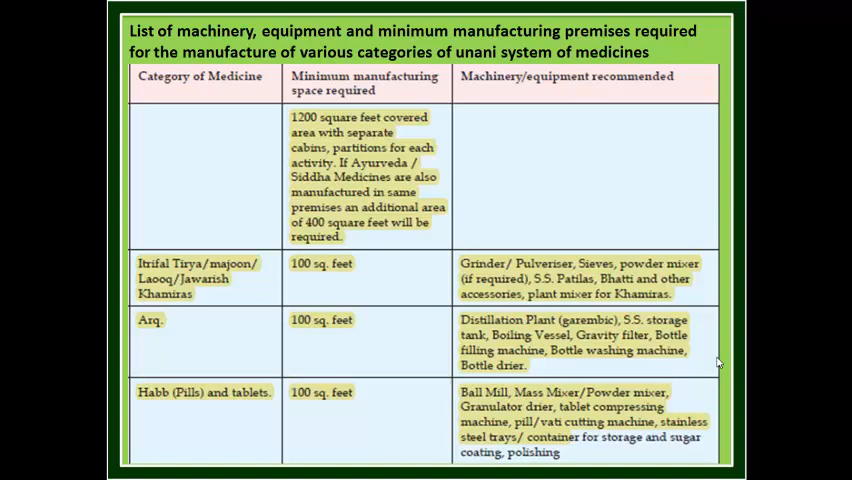 List of machinery, equipment and minimum manufacturing premises required
for the manufacture of various categories of unani system of medicines
Category of Medicine
Minimum manufacturing
space required
Machinery/equipment recommended
1200 square feet covered
area with separate
cabins, partitions for each
activity. If Ayurveda /
Siddha Medicines are also
manufactured in same
premises an additional area
of 400 square feet will be
required.
Itrifal Tirya/majoon/
Laooq/Jawarish
Khamiras
100 sq. feet
Grinder/ Pulveriser, Sieves, powder mixer
(if required), S.S. Patilas, Bhatti and other
accessories, plant mixer for Khamiras.
Arq.
100 sq. feet
Distillation Plant (garembic), S.S. storage
tank, Boiling Vessel, Gravity filter, Bottle
filling machine, Bottle washing machine,
Bottle drier.
Habb (Pills) and tablets.
100 sq. feet
Ball Mill, Mass Mixer/Powder mixer,
Granulator drier, tablet compressing
machine, pill/vati cutting machine, stainless
steel trays/ container for storage and sugar
coating, polishing